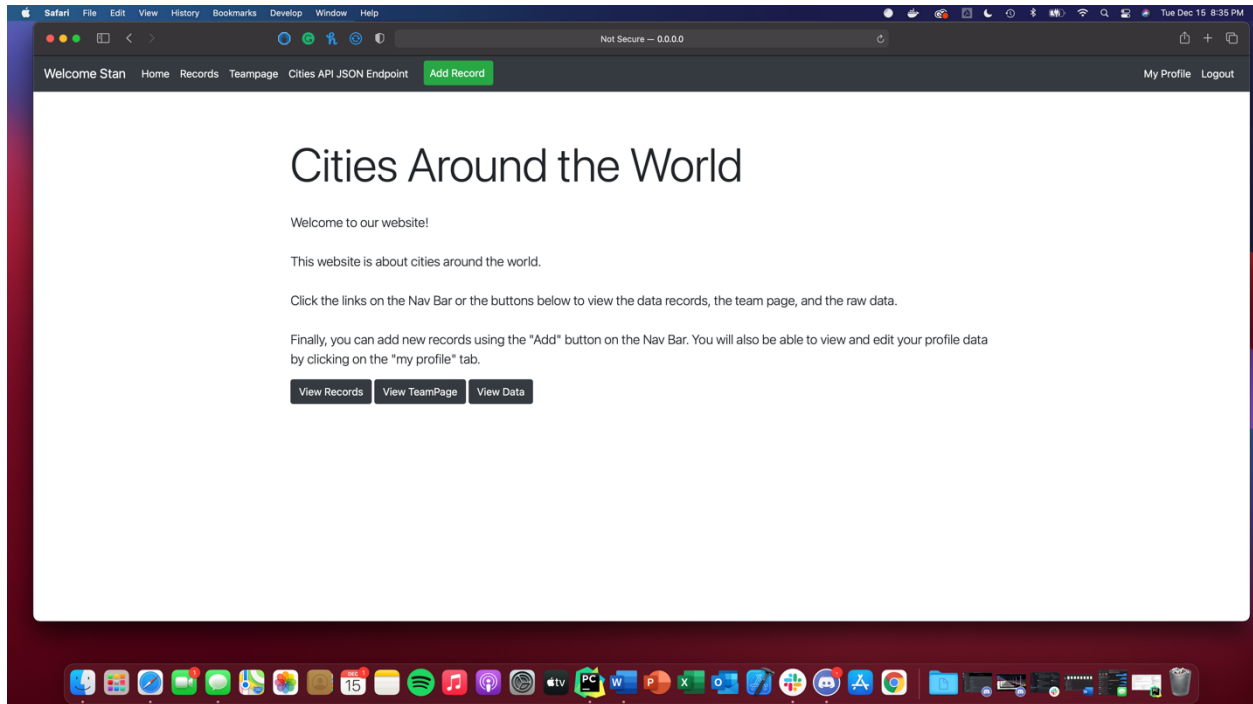 Safari File Edit View History Bookmarks Develop Window Help
Tue Dec 15 8:35 PM
Not Secure — 0.0.0.0
Welcome Stan Home Records Teampage Cities API JSON Endpoint Add Record My Profile Logout
Cities Around the World
Welcome to our website!
This website is about cities around the world.
Click the links on the Nav Bar or the buttons below to view the data records, the team page, and the raw data.
Finally, you can add new records using the "Add" button on the Nav Bar. You will also be able to view and edit your profile data
by clicking on the "my profile" tab.
View Records View TeamPage View Data
DEC
15
tv
PC
W
P
X